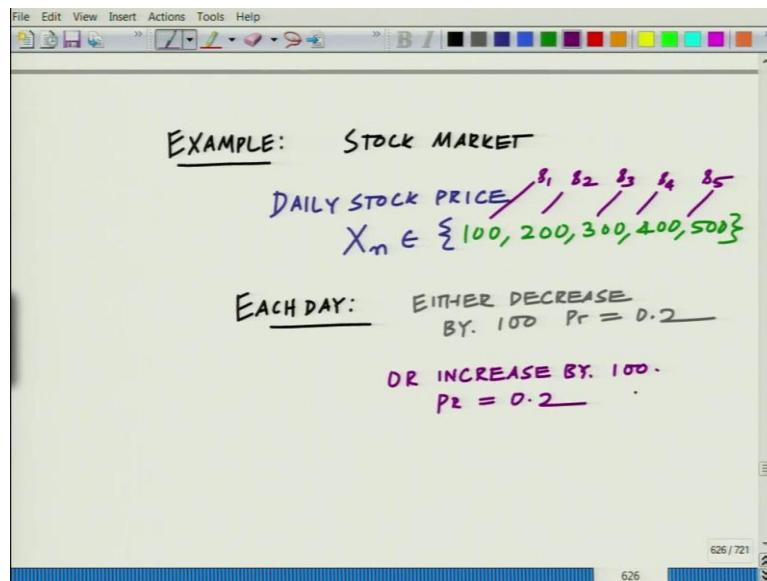 File Edit View Insert Actions Tools Help
B I
EXAMPLE: STOCK MARKET
s1 s2 s3 s4 s5
DAILY STOCK PRICE
Xn ∈ {100, 200, 300, 400, 500}
EACH DAY: EITHER DECREASE
BY. 100 Pr = 0.2
OR INCREASE BY. 100.
Pr = 0.2
626 / 721
626